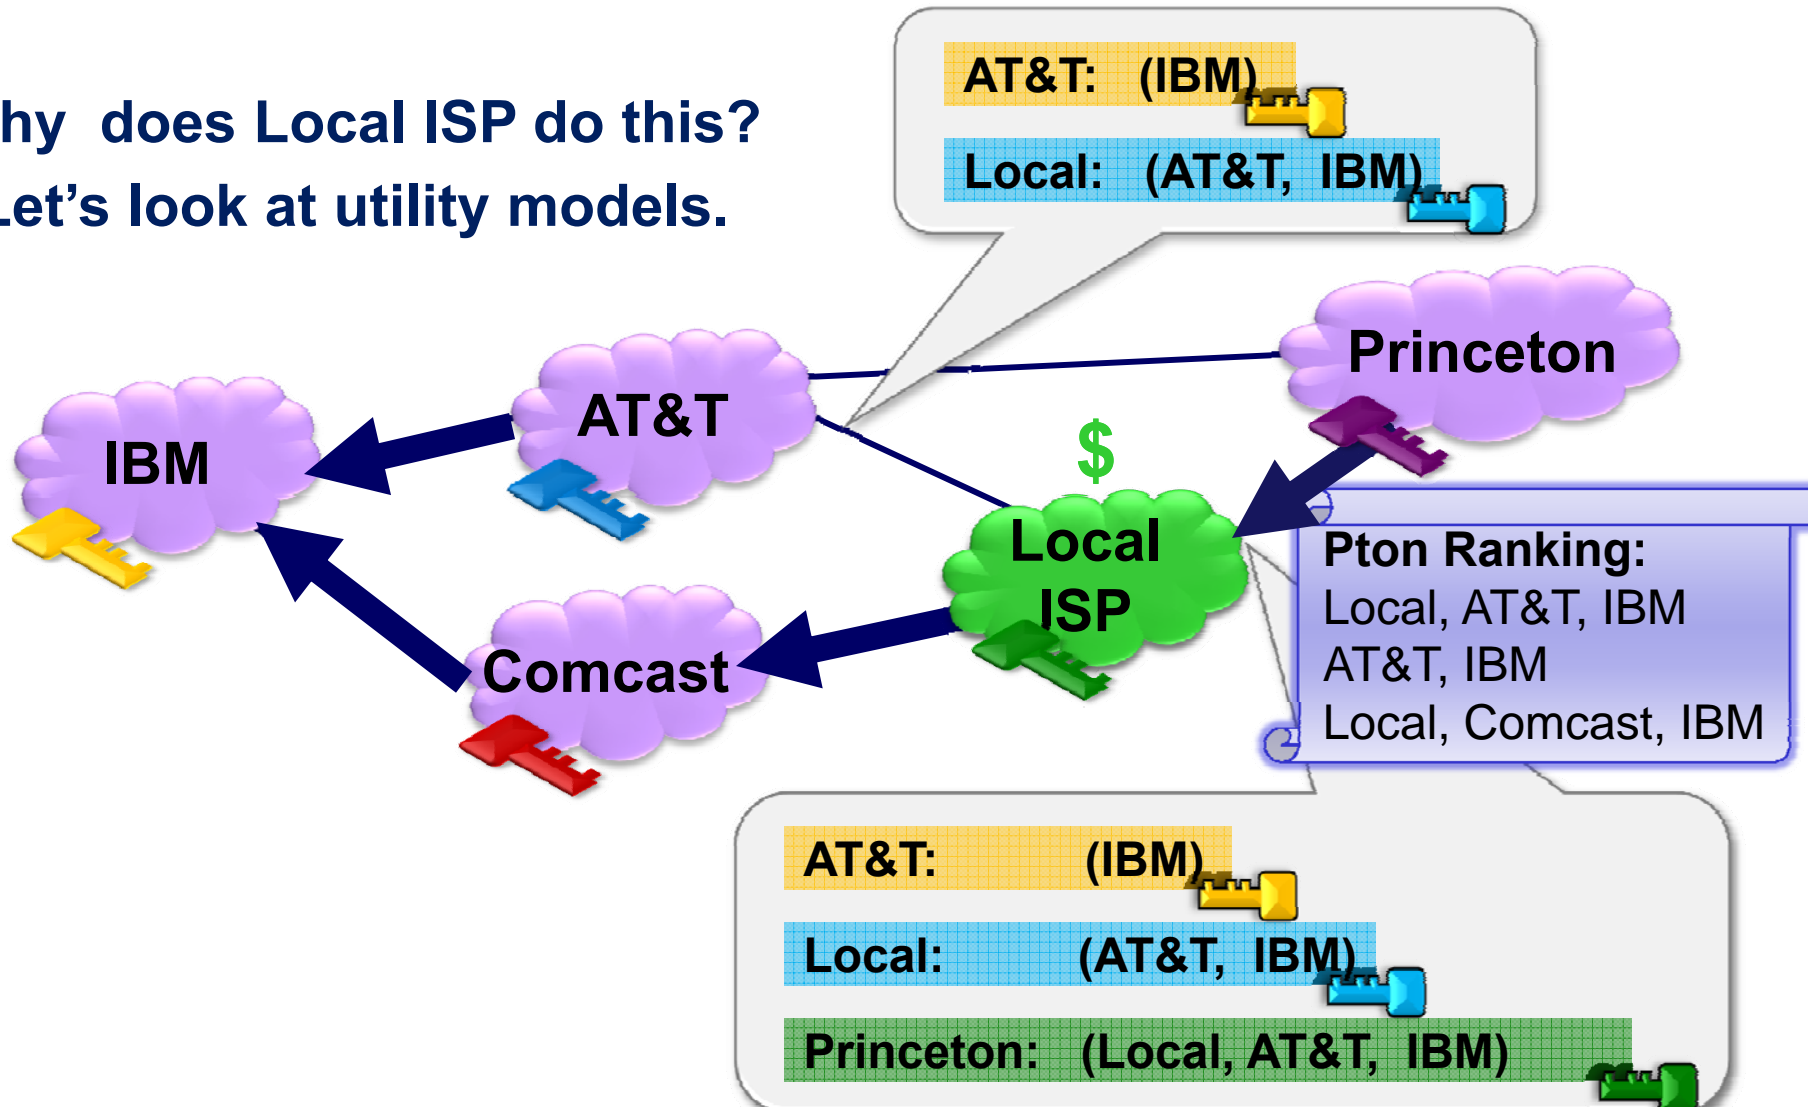 hy does Local ISP do this?
Let's look at utility models.
AT&T: (IBM)
Local: (AT&T, IBM)
Princeton
AT&T
IBM
$
Local
ISP
Comcast
Pton Ranking:
Local, AT&T, IBM
AT&T, IBM
Local, Comcast, IBM
AT&T: (IBM)
Local: (AT&T, IBM)
Princeton: (Local, AT&T, IBM)